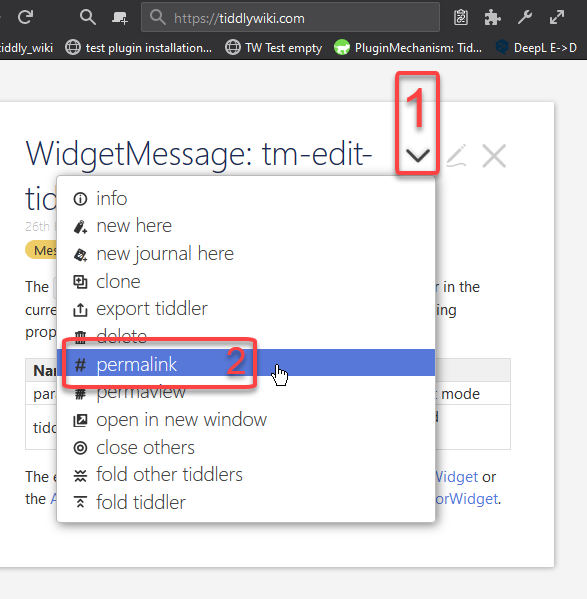 https://tiddlywiki.com
tiddly_wiki test plugin installation... TW Test empty PluginMechanism: Tid... DeepL E->D
1
WidgetMessage: tm-edit-
tid
26th
Mes
info
new here
new journal here
The
r in the
clone
curre
ing
export tiddler
prop
delete
permalink 2
Nam
permaview
para
mode
open in new window
tiddl
close others
fold other tiddlers
The e
Widget or
fold tiddler
the A
orWidget.